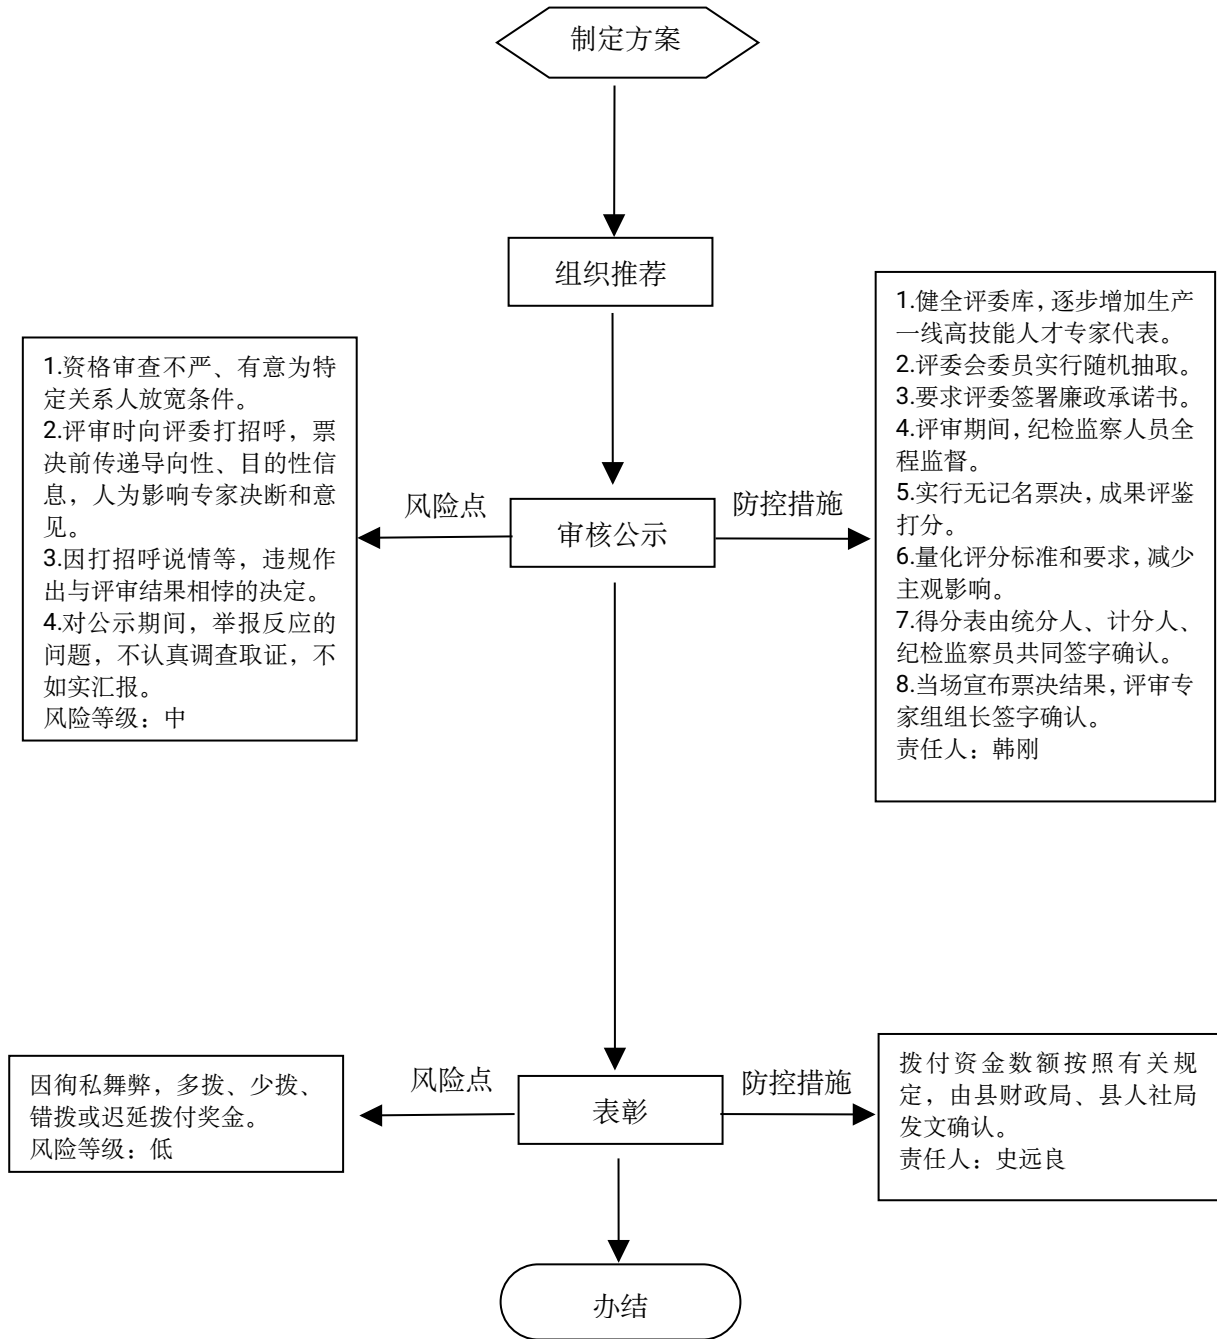 制定方案
组织推荐
1.资格审查不严、有意为特
定关系人放宽条件。
2.评审时向评委打招呼，票
决前传递导向性、目的性信
息，人为影响专家决断和意
见。
3.因打招呼说情等，违规作
出与评审结果相悖的决定。
4.对公示期间，举报反应的
问题，不认真调查取证，不
如实汇报。
风险等级：中
风险点
审核公示
防控措施
1.健全评委库，逐步增加生产
一线高技能人才专家代表。
2.评委会委员实行随机抽取。
3.要求评委签署廉政承诺书。
4.评审期间，纪检监察人员全
程监督。
5.实行无记名票决，成果评鉴
打分。
6.量化评分标准和要求，减少
主观影响。
7.得分表由统分人、计分人、
纪检监察员共同签字确认。
8.当场宣布票决结果，评审专
家组组长签字确认。
责任人：韩刚
因徇私舞弊，多拨、少拨、
错拨或迟延拨付奖金。
风险等级：低
风险点
表彰
防控措施
拨付资金数额按照有关规
定，由县财政局、县人社局
发文确认。
责任人：史远良
办结